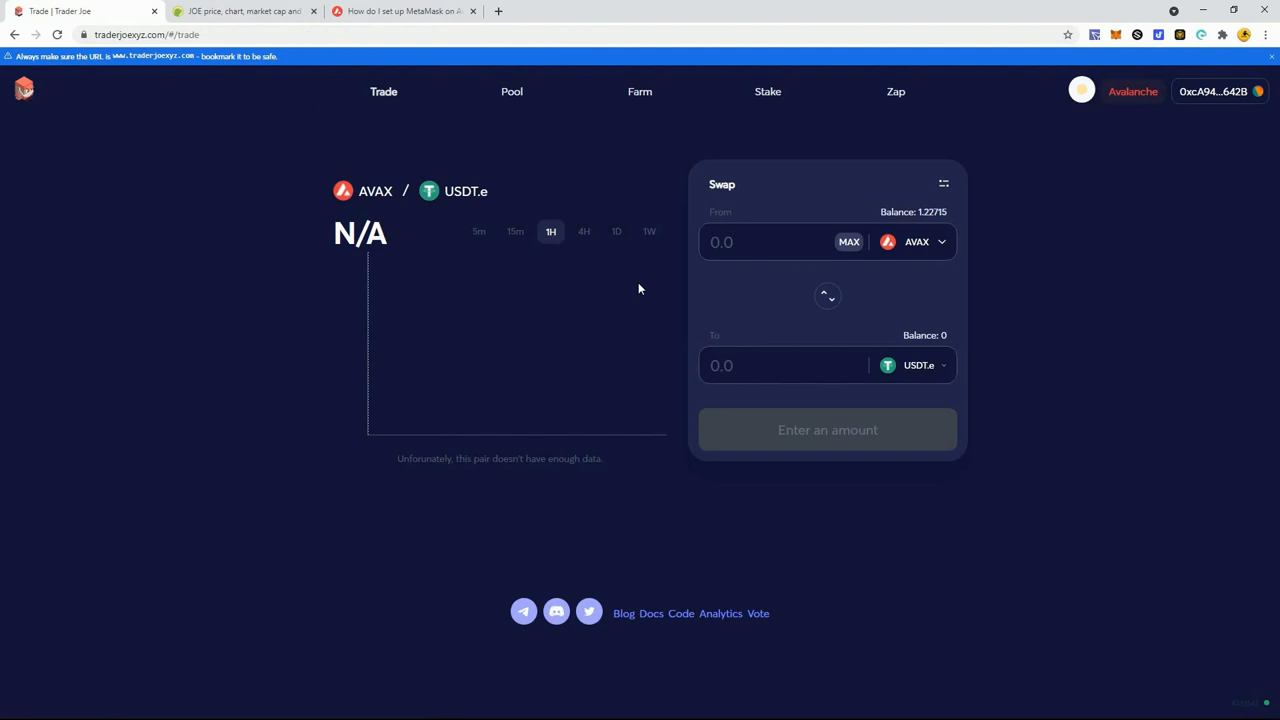 Trade | Trader Joe
JOE price, chart, market cap and
How do I set up MetaMask on A
traderjoexyz.com/#/trade
Always make sure the URL is www.traderjoexyz.com - bookmark it to be safe.
Trade
Pool
Farm
Stake
Zap
Avalanche
0xcA94...642B
AVAX / USDT.e
N/A
5m
15m
1H
4H
1D
1W
Unforunately, this pair doesn't have enough data.
Swap
From
Balance: 1.22715
0.0
MAX
AVAX
To
Balance: 0
0.0
USDT.e
Enter an amount
Blog Docs Code Analytics Vote